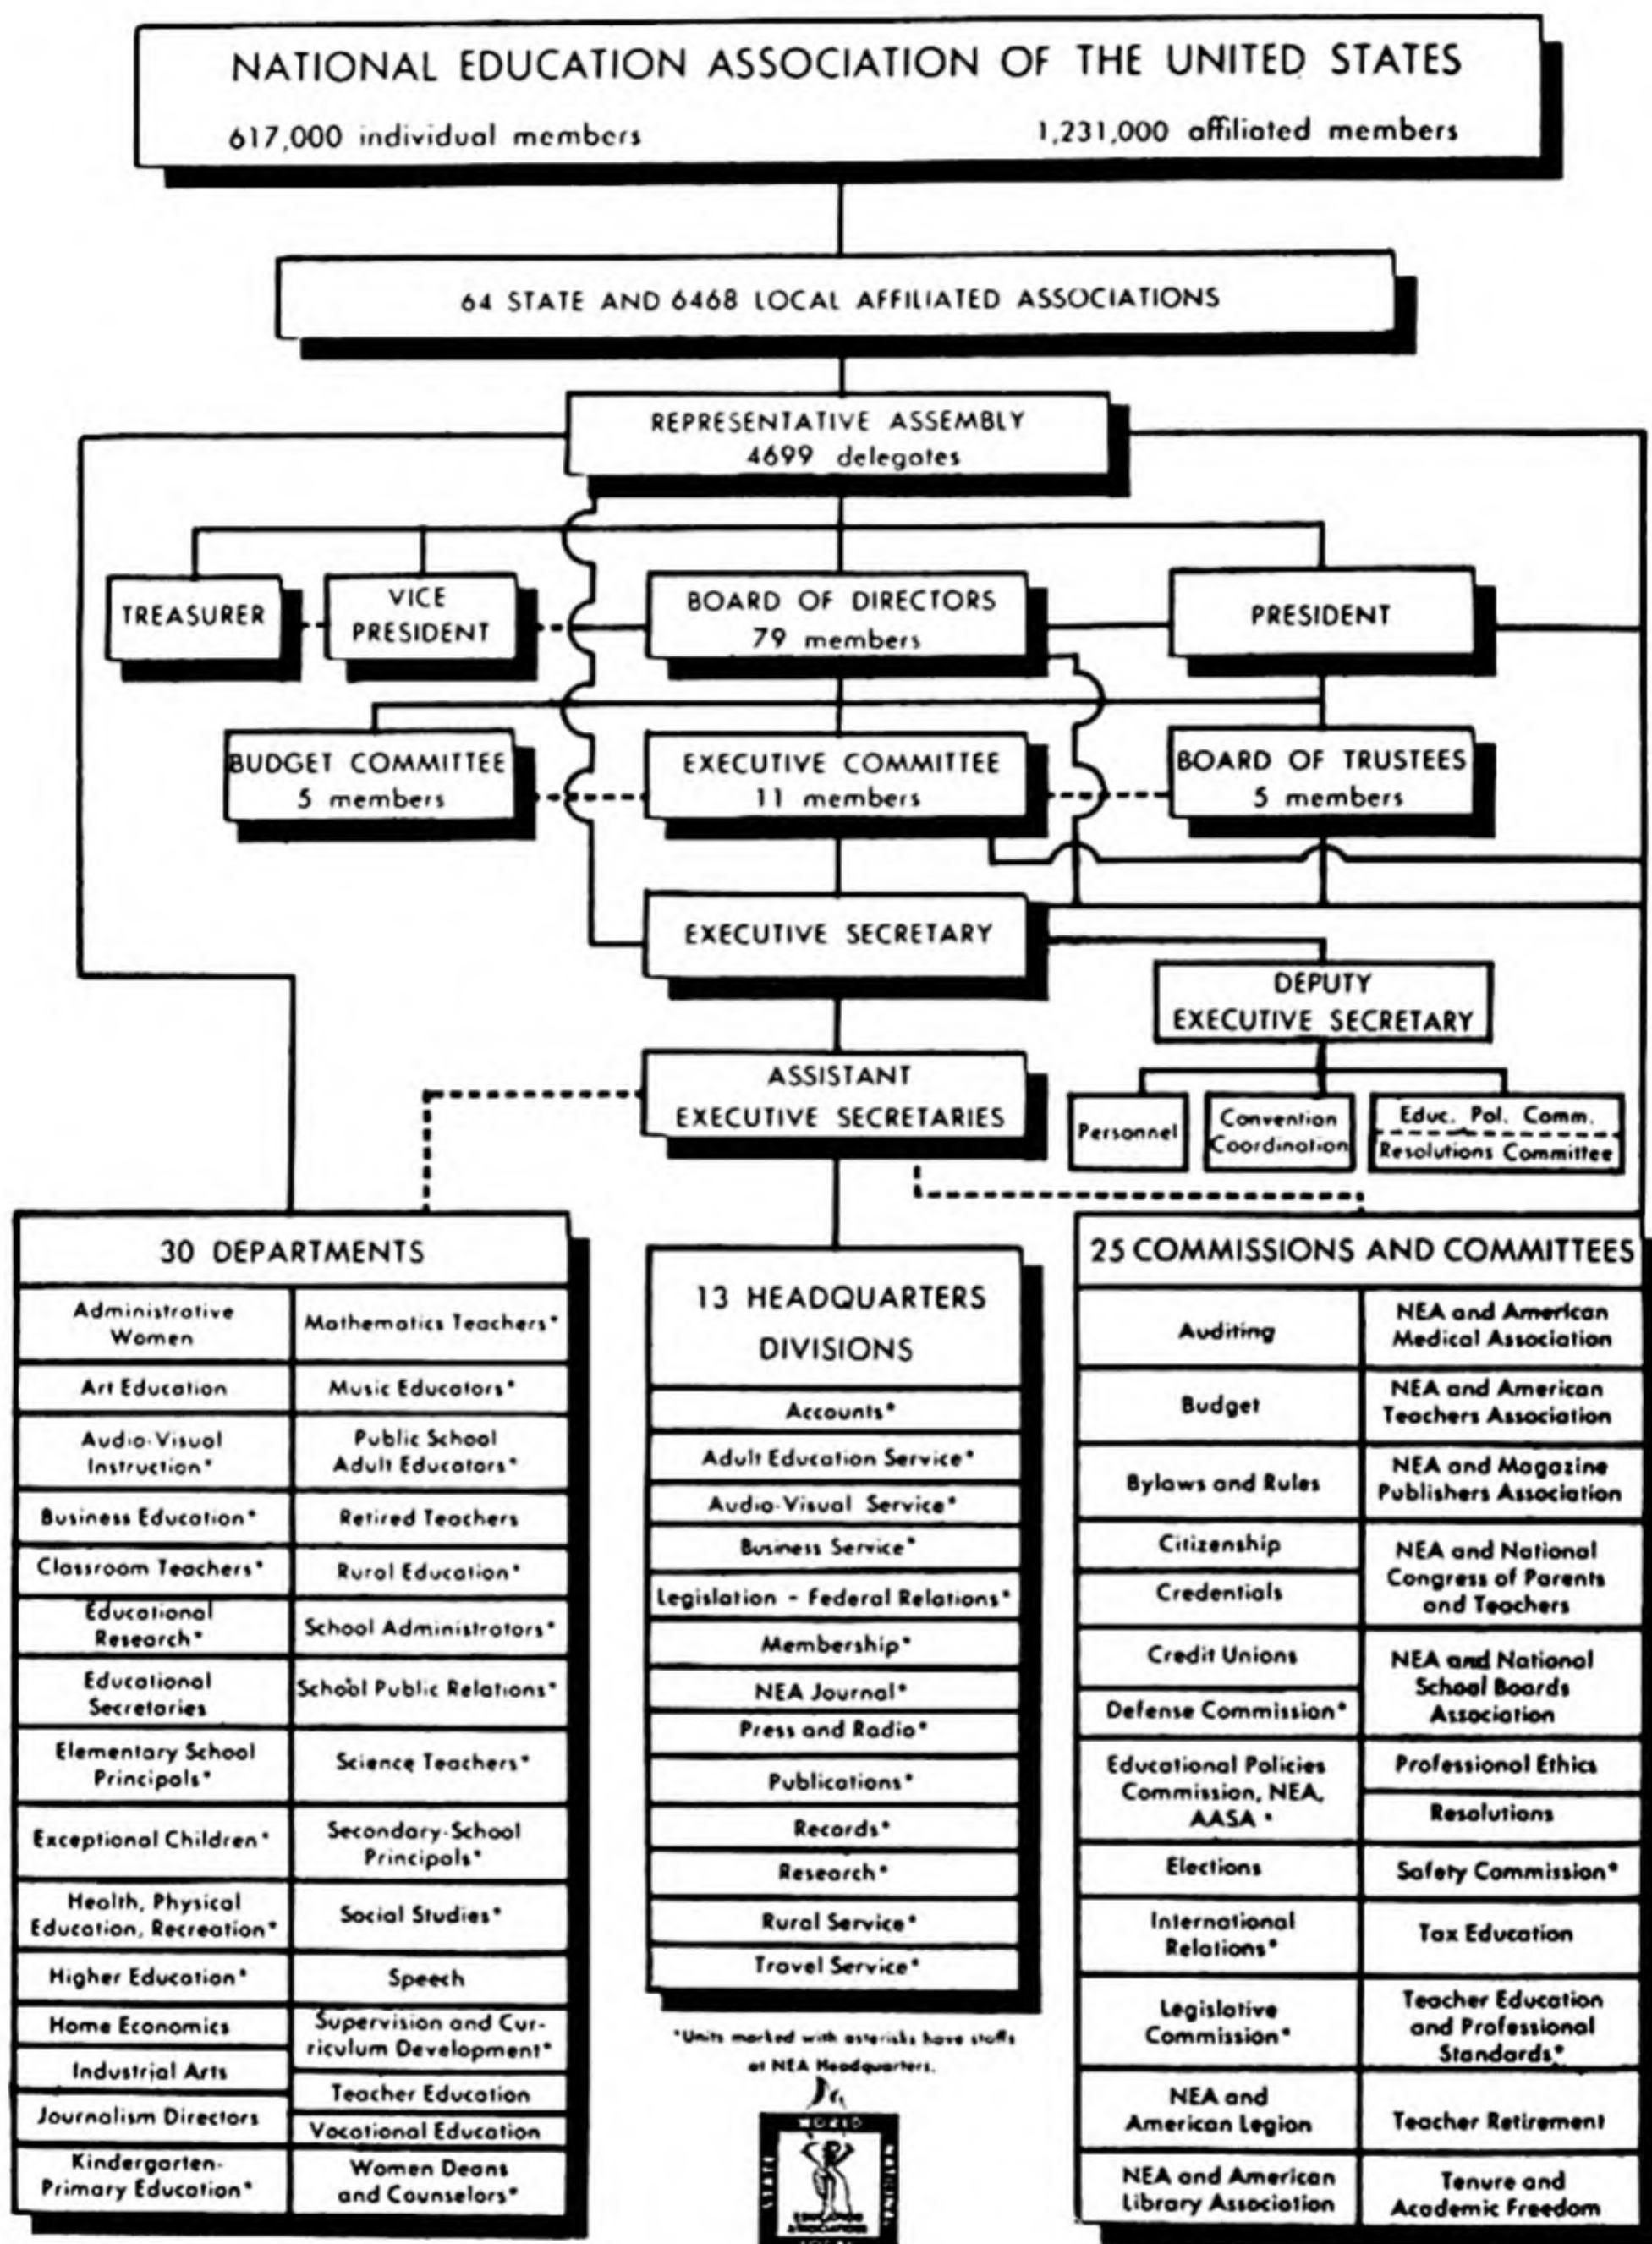 NATIONAL EDUCATION ASSOCIATION OF THE UNITED STATES
617,000 individual members
1,231,000 affiliated members
64 STATE AND 6468 LOCAL AFFILIATED ASSOCIATIONS
REPRESENTATIVE ASSEMBLY
4699 delegates
TREASURER
VICE
PRESIDENT
BOARD OF DIRECTORS
79 members
PRESIDENT
BUDGET COMMITTEE
5 members
EXECUTIVE COMMITTEE
11 members
BOARD OF TRUSTEES
5 members
EXECUTIVE SECRETARY
DEPUTY
EXECUTIVE SECRETARY
ASSISTANT
EXECUTIVE SECRETARIES
Personnel
Convention
Coordination
Educ. Pol. Comm.
Resolutions Committee
30 DEPARTMENTS
Administrative
Women
Art Education
Audio-Visual
Instruction*
Business Education*
Classroom Teachers*
Educational
Research*
Educational
Secretaries
Elementary School
Principals*
Exceptional Children*
Health, Physical
Education, Recreation*
Higher Education*
Home Economics
Industrial Arts
Journalism Directors
Kindergarten-
Primary Education*
Mathematics Teachers*
Music Educators*
Public School
Adult Educators*
Retired Teachers
Rural Education*
School Administrators*
School Public Relations*
Science Teachers*
Secondary-School
Principals*
Social Studies*
Speech
Supervision and Cur-
riculum Development*
Teacher Education
Vocational Education
Women Deans
and Counselors*
13 HEADQUARTERS
DIVISIONS
Accounts*
Adult Education Service*
Audio-Visual Service*
Business Service*
Legislation - Federal Relations*
Membership*
NEA Journal*
Press and Radio*
Publications*
Records*
Research*
Rural Service*
Travel Service*
*Units marked with asterisks have staffs
at NEA Headquarters.
WORLD
STATE
NATIONAL
EDUCATION
ASSOCIATIONS
25 COMMISSIONS AND COMMITTEES
Auditing
Budget
Bylaws and Rules
Citizenship
Credentials
Credit Unions
Defense Commission*
Educational Policies
Commission, NEA,
AASA *
Elections
International
Relations*
Legislative
Commission*
NEA and
American Legion
NEA and American
Library Association
NEA and American
Medical Association
NEA and American
Teachers Association
NEA and Magazine
Publishers Association
NEA and National
Congress of Parents
and Teachers
NEA and National
School Boards
Association
Professional Ethics
Resolutions
Safety Commission*
Tax Education
Teacher Education
and Professional
Standards*
Teacher Retirement
Tenure and
Academic Freedom